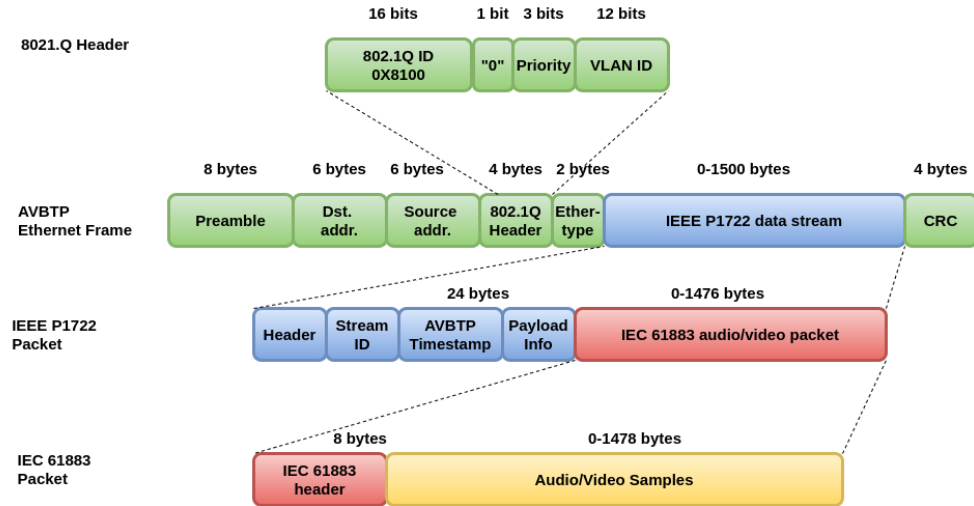 16 bits 1 bit 3 bits 12 bits
8021.Q Header
802.1Q ID
0X8100
"0"
Priority
VLAN ID
8 bytes 6 bytes 6 bytes 4 bytes 2 bytes 0-1500 bytes 4 bytes
AVBTP
Ethernet Frame
Preamble
Dst.
addr.
Source
addr.
802.1Q
Header
Ether-
type
IEEE P1722 data stream
CRC
24 bytes 0-1476 bytes
IEEE P1722
Packet
Header
Stream
ID
AVBTP
Timestamp
Payload
Info
IEC 61883 audio/video packet
8 bytes 0-1478 bytes
IEC 61883
Packet
IEC 61883
header
Audio/Video Samples